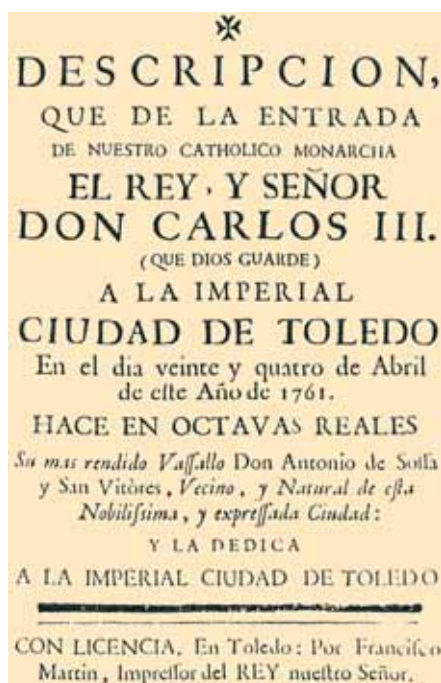 DESCRIPCION,
QUE DE LA ENTRADA
DE NUESTRO CATHOLICO MONARCHA
EL REY, Y SEÑOR
DON CARLOS III.
(QUE DIOS GUARDE)
A LA IMPERIAL
CIUDAD DE TOLEDO
En el dia veinte y quatro de Abril
de eſte Año de 1761.
HACE EN OCTAVAS REALES
Su mas rendido Vaſſallo Don Antonio de Soſſa
y San Vitòres, Vecino, y Natural de eſta
Nobiliſsima, y expreſſada Ciudad:
Y LA DEDICA
A LA IMPERIAL CIUDAD DE TOLEDO
CON LICENCIA. En Toledo: Por Franciſco
Martin, Impreſſor del REY nueſtro Señor.